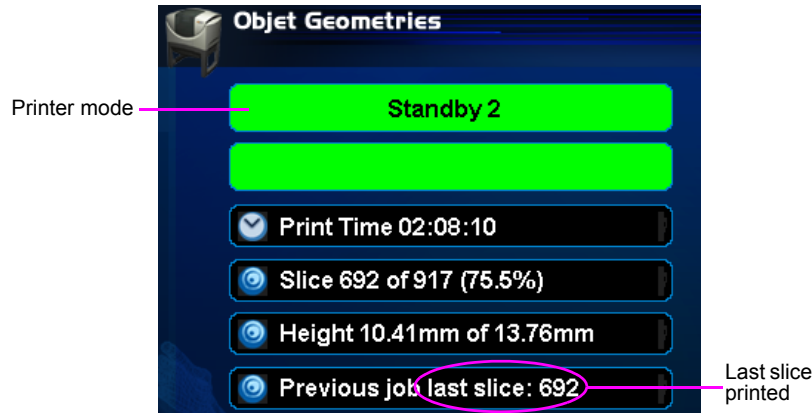 Objet Geometries
Printer mode
Standby 2
Print Time 02:08:10
Slice 692 of 917 (75.5%)
Height 10.41mm of 13.76mm
Previous job last slice: 692
Last slice
printed